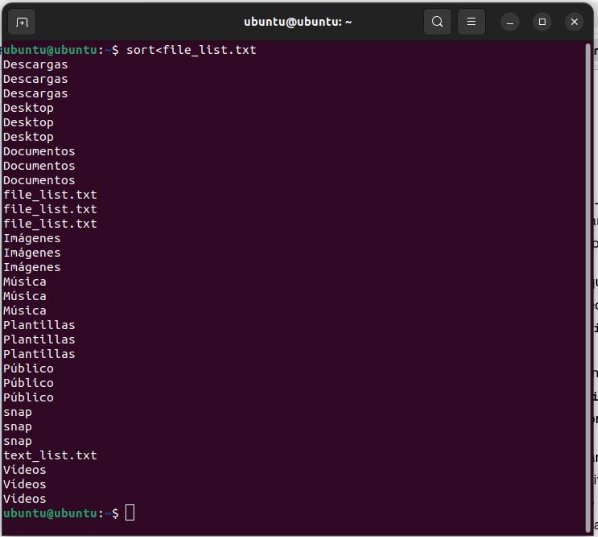 ubuntu@ubuntu: ~
ubuntu@ubuntu:~$ sort<file_list.txt
Descargas
Descargas
Descargas
Desktop
Desktop
Desktop
Documentos
Documentos
Documentos
file_list.txt
file_list.txt
file_list.txt
Imágenes
Imágenes
Imágenes
Música
Música
Música
Plantillas
Plantillas
Plantillas
Público
Público
Público
snap
snap
snap
text_list.txt
Vídeos
Vídeos
Vídeos
ubuntu@ubuntu:~$